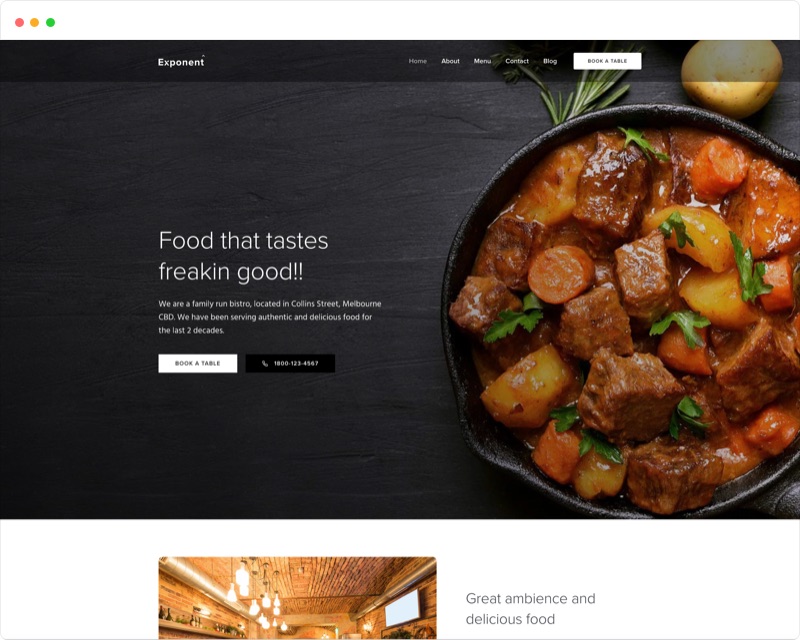 Exponent
Home About Menu Contact Blog BOOK A TABLE
Food that tastes
freakin good!!
We are a family run bistro, located in Collins Street, Melbourne
CBD. We have been serving authentic and delicious food for
the last 2 decades.
BOOK A TABLE 1800-123-4567
Great ambience and
delicious food